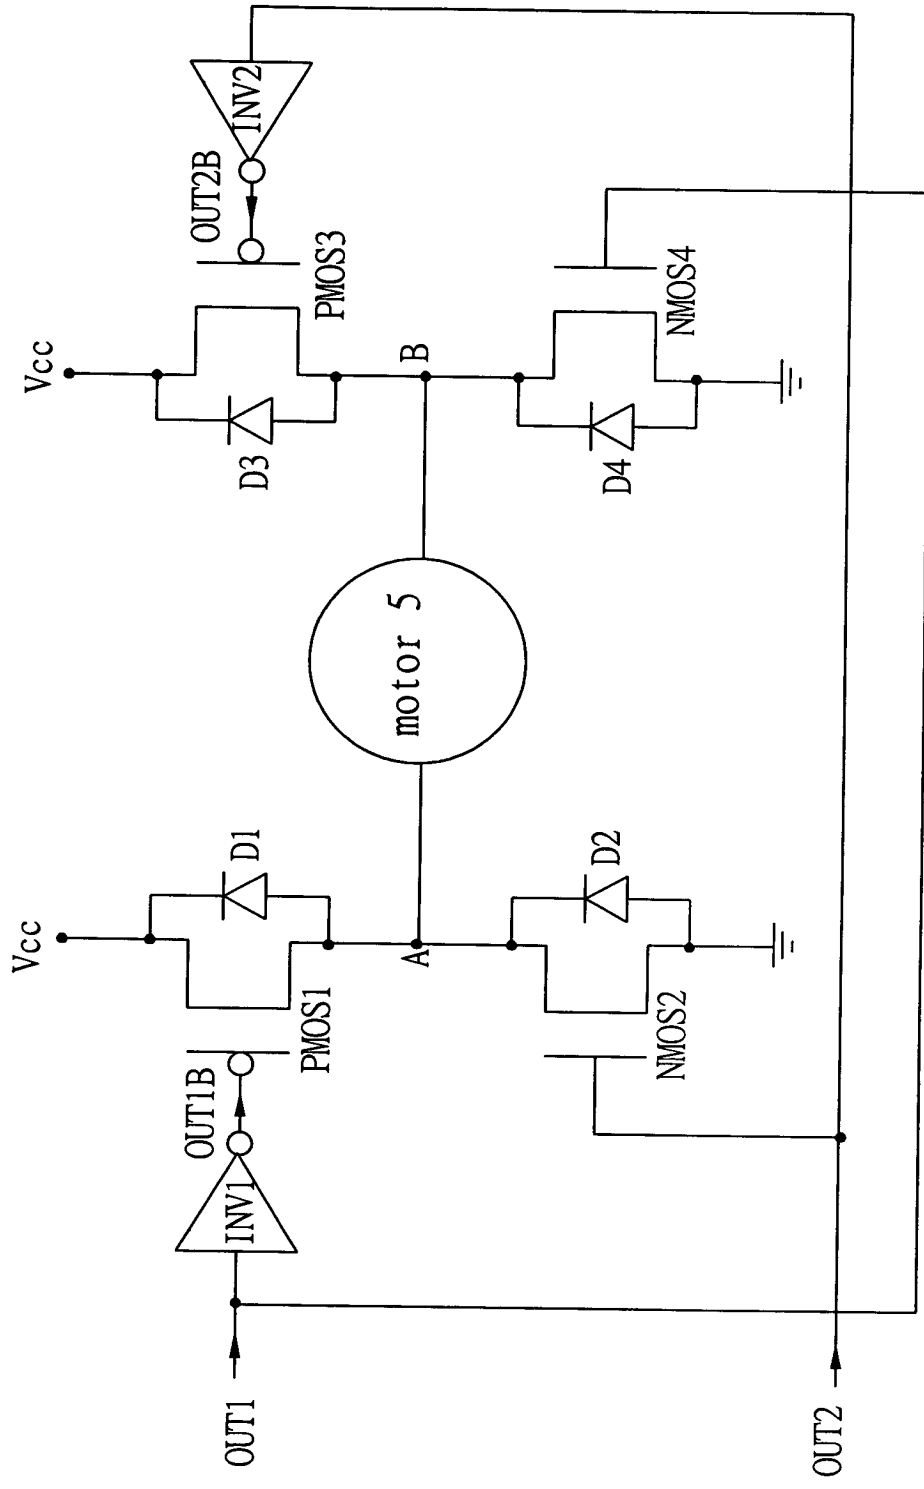 Vcc
Vcc
OUT1B
OUT2B
INV1
INV2
OUT1
PMOS1
D1
D3
PMOS3
A
motor 5
B
NMOS2
D2
D4
NMOS4
OUT2